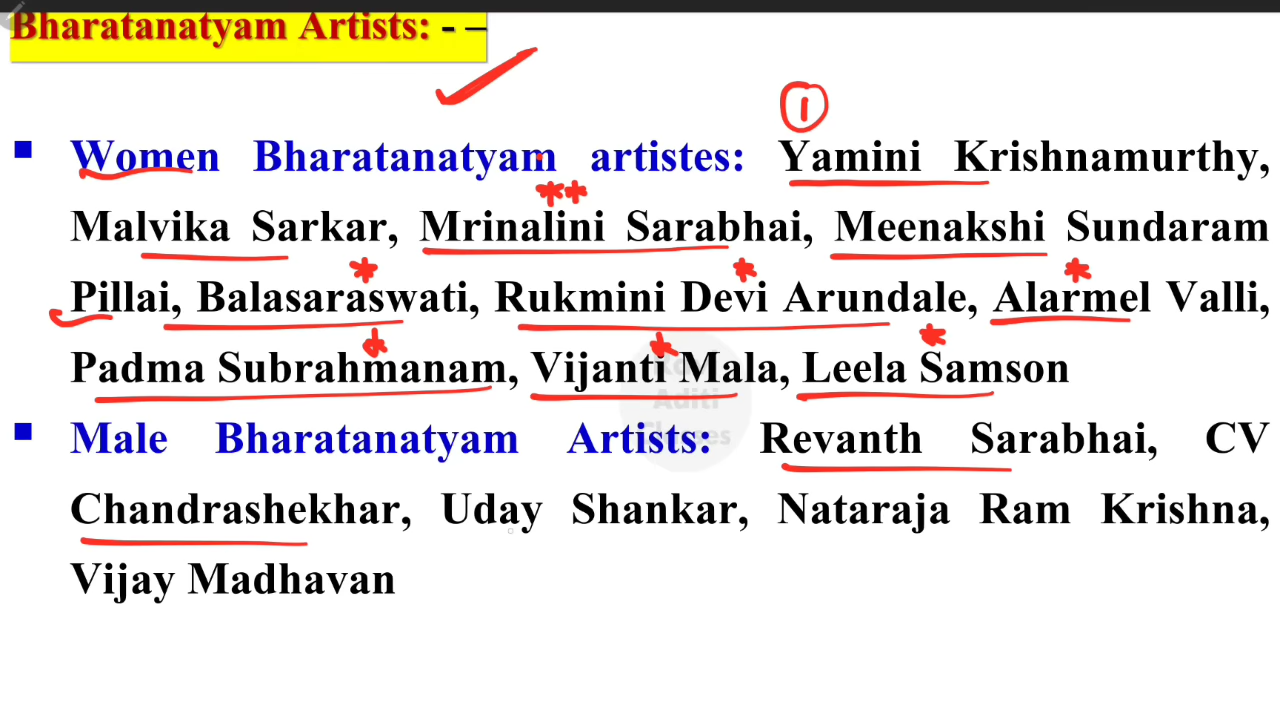 Bharatanatyam Artists: - –
1
Women Bharatanatyam artistes: Yamini Krishnamurthy,
Malvika Sarkar, Mrinalini Sarabhai, Meenakshi Sundaram
Pillai, Balasaraswati, Rukmini Devi Arundale, Alarmel Valli,
Padma Subrahmanam, Vijanti Mala, Leela Samson
Aditi
Male Bharatanatyam Artists: Revanth Sarabhai, CV
Chandrashekhar, Uday Shankar, Nataraja Ram Krishna,
Vijay Madhavan